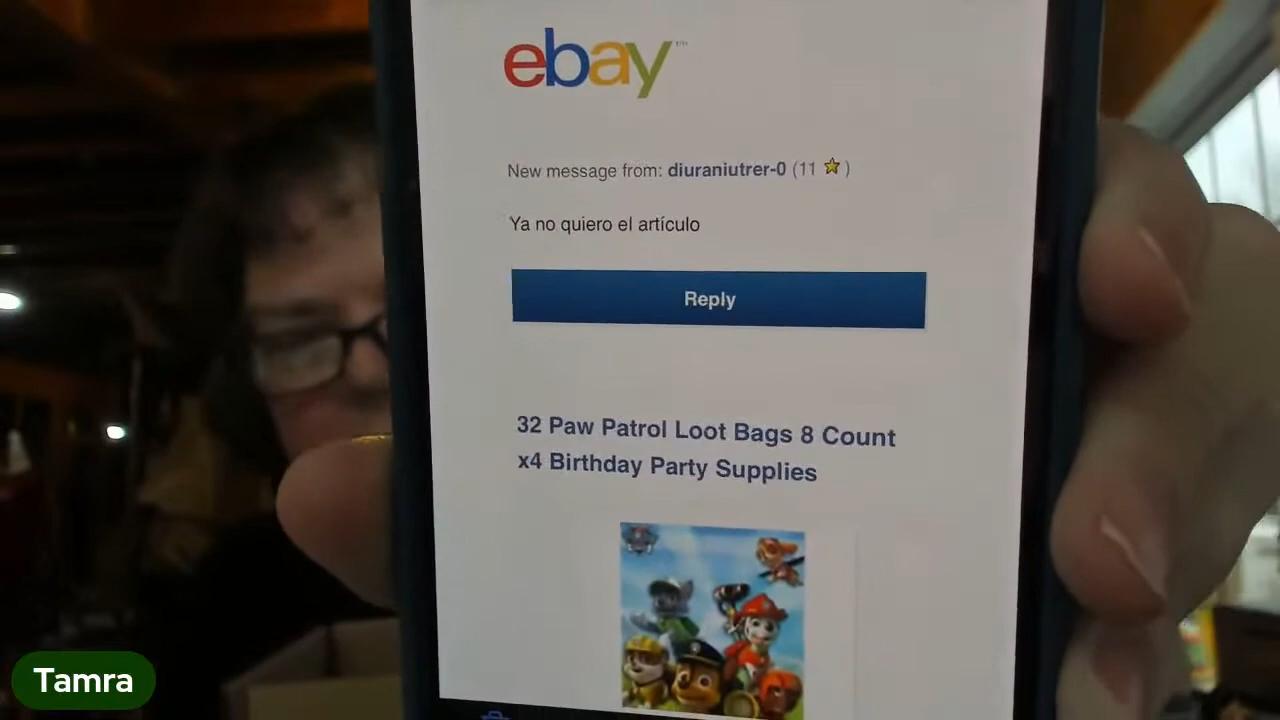 ebay™
New message from: diuraniutrer-0 (11 ⭐)
Ya no quiero el artículo
Reply
32 Paw Patrol Loot Bags 8 Count
x4 Birthday Party Supplies
Tamra